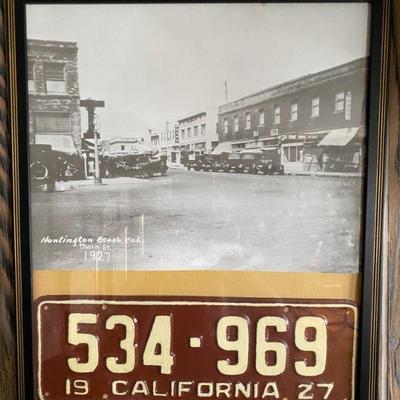 Huntington Beach Cal.
Main St.
1927
534-969
19 CALIFORNIA 27